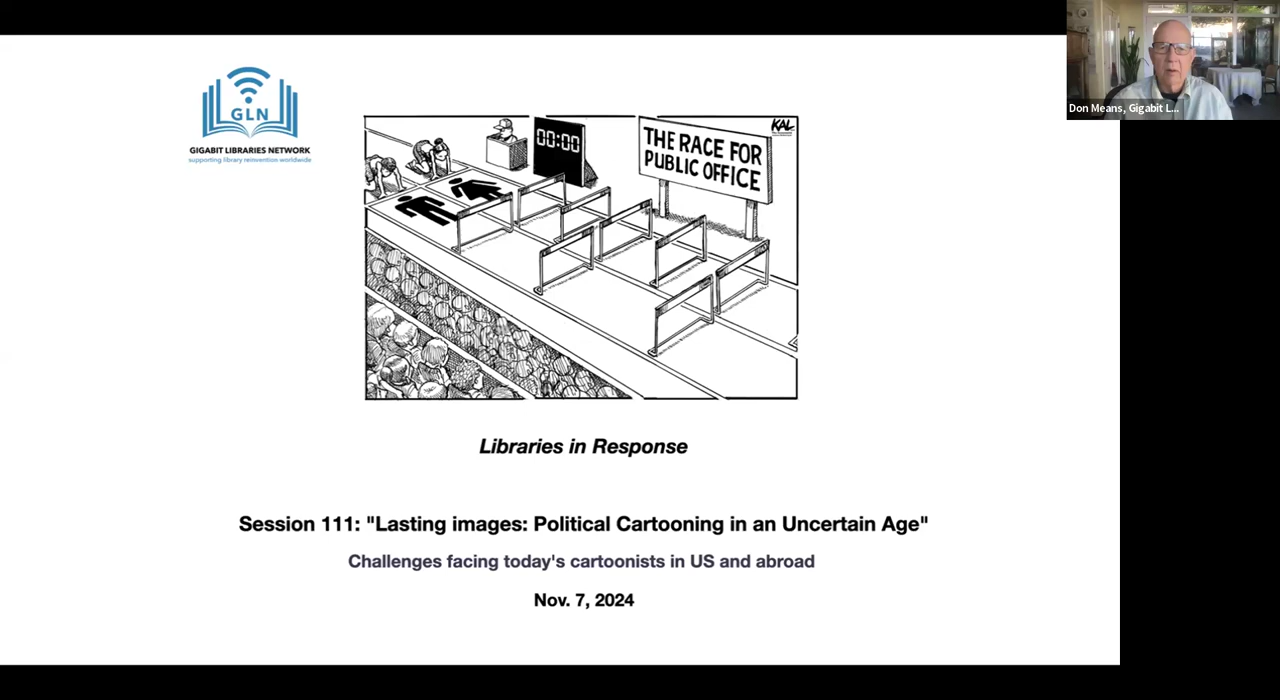 GLN
GIGABIT LIBRARIES NETWORK
supporting library reinvention worldwide
00:00
THE RACE FOR
PUBLIC OFFICE
KAL
Don Means, Gigabit L...
Libraries in Response
Session 111: "Lasting images: Political Cartooning in an Uncertain Age"
Challenges facing today's cartoonists in US and abroad
Nov. 7, 2024